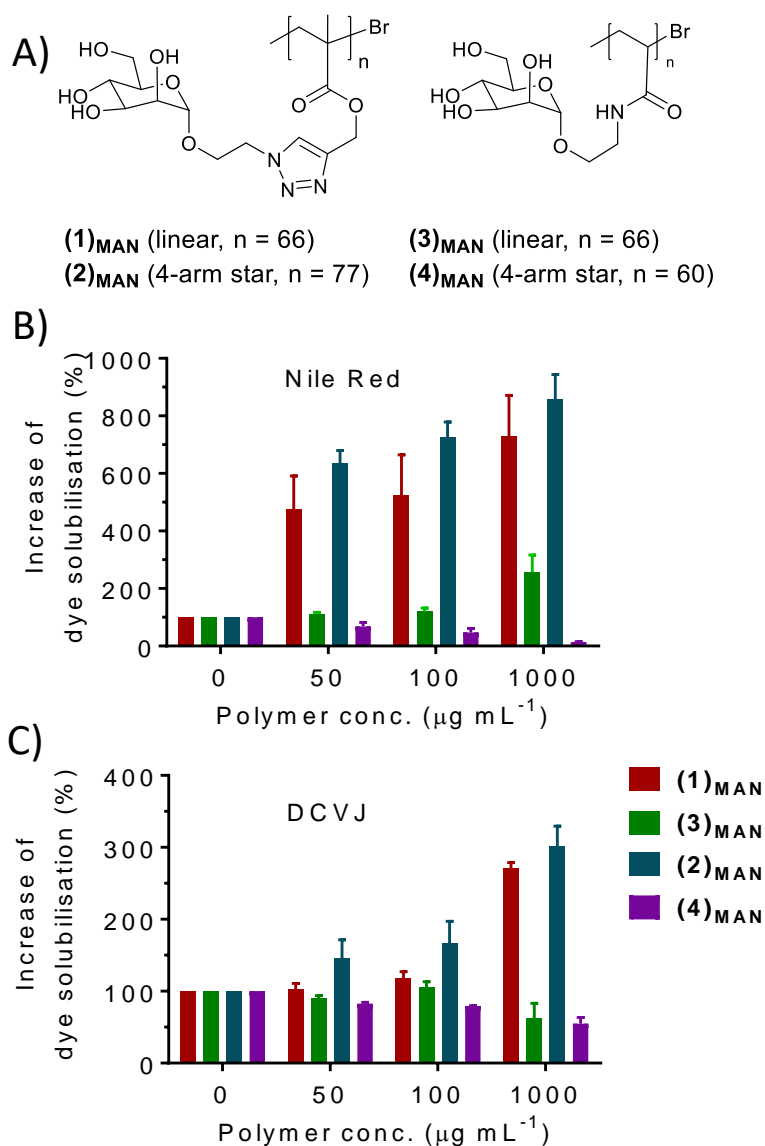 A)
HO
OH
HO
HO
O
O
N
N
N
O
O
n
Br
HO
OH
HO
HO
O
O
HN
O
n
Br
(1)MAN (linear, n = 66)
(2)MAN (4-arm star, n = 77)
(3)MAN (linear, n = 66)
(4)MAN (4-arm star, n = 60)
B)
Nile Red
Increase of
dye solubilisation (%)
1000
800
600
400
200
0
0 50 100 1000
Polymer conc. (μg mL⁻¹)
C)
DCVJ
Increase of
dye solubilisation (%)
400
300
200
100
0
0 50 100 1000
Polymer conc. (μg mL⁻¹)
(1)MAN
(3)MAN
(2)MAN
(4)MAN